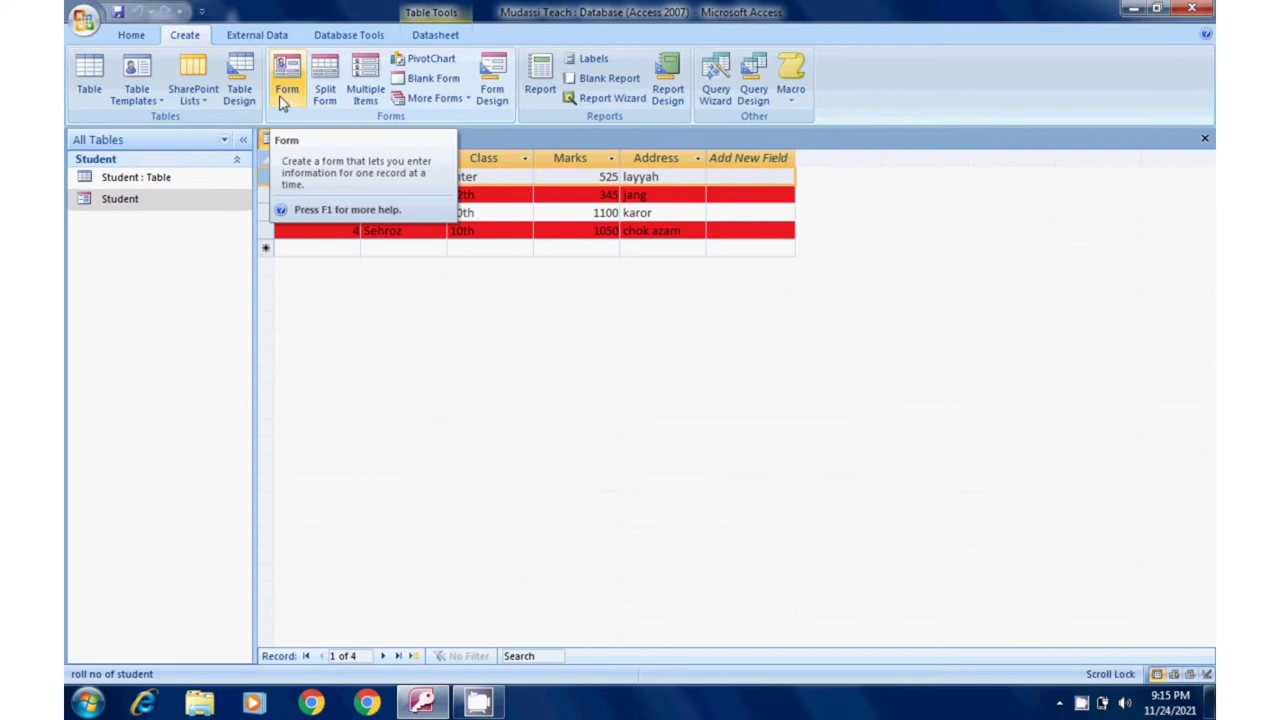 Table Tools
Mudassi Teach : Database (Access 2007) - Microsoft Access
Home Create External Data Database Tools Datasheet
Table
Table Templates
SharePoint Lists
Table Design
Tables
Form
Split Form
Multiple Items
PivotChart
Blank Form
More Forms
Form Design
Forms
Report
Labels
Blank Report
Report Wizard
Report Design
Reports
Query Wizard
Query Design
Macro
Other
All Tables
Student
Student : Table
Student
Form
Create a form that lets you enter
information for one record at a
time.
Press F1 for more help.
Class Marks Address Add New Field
525 layyah
345 jang
1100 karor
4 Sehroz 10th 1050 chok azam
Record: 1 of 4 No Filter Search
roll no of student
Scroll Lock
9:15 PM
11/24/2021